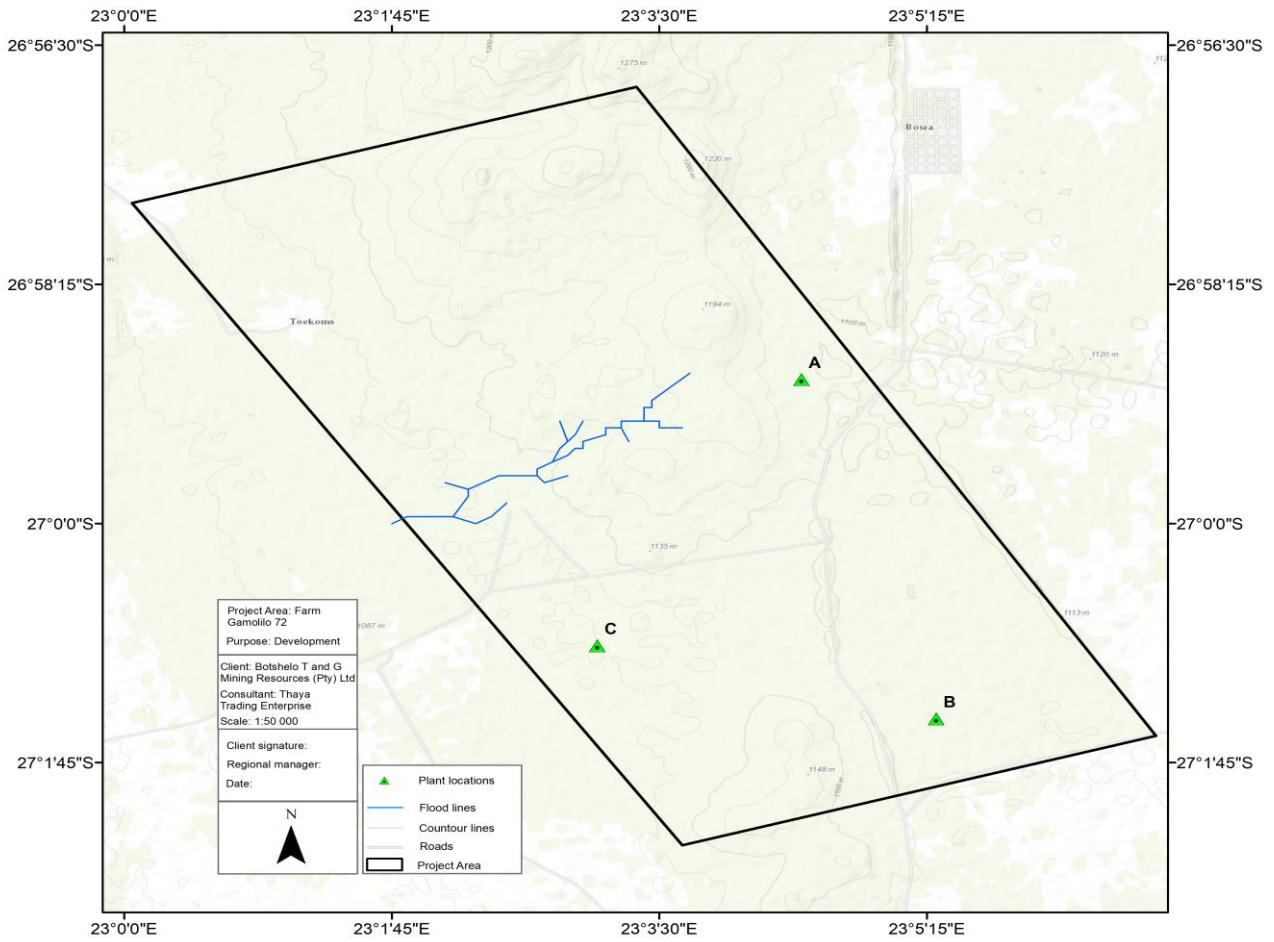 23°0'0"E 23°1'45"E 23°3'30"E 23°5'15"E
26°56'30"S 26°56'30"S
1275 m
Bosra
1220 m
26°58'15"S 26°58'15"S
1194 m
Toekoms
1100 m
1120 m
A
27°0'0"S 27°0'0"S
1135 m
1113 m
C
1087 m
B
27°1'45"S 27°1'45"S
1148 m
Project Area: Farm
Gamolilo 72
Purpose: Development
Client: Botshelo T and G
Mining Resources (Pty) Ltd
Consultant: Thaya
Trading Enterprise
Scale: 1:50 000
Client signature:
Regional manager:
Date:
N
Plant locations
Flood lines
Countour lines
Roads
Project Area
23°0'0"E 23°1'45"E 23°3'30"E 23°5'15"E